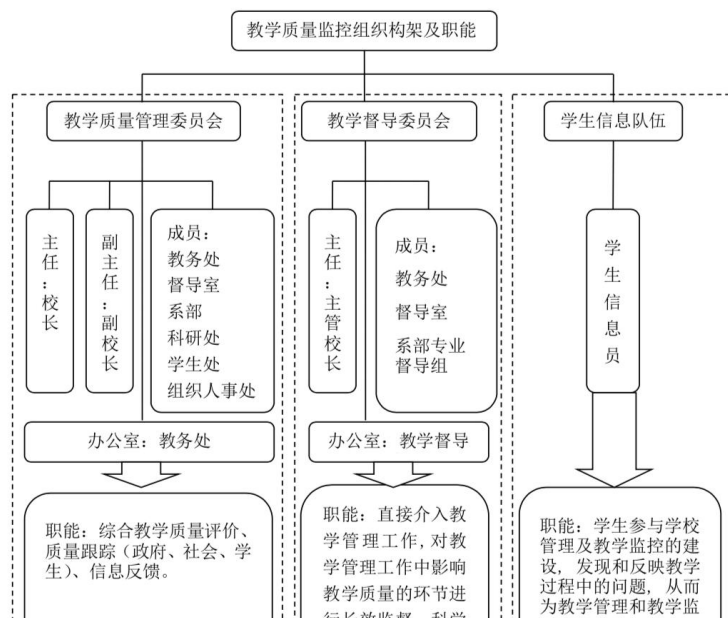 教学质量监控组织构架及职能
教学质量管理委员会
教学督导委员会
学生信息队伍
主任：校长
副主任：副校长
成员：
教务处
督导室
系部
科研处
学生处
组织人事处
主任：主管校长
成员：
教务处
督导室
系部专业
督导组
学生信息员
办公室：教务处
办公室：教学督导
职能：综合教学质量评价、
质量跟踪（政府、社会、学
生）、信息反馈。
职能：直接介入教
学管理工作,对教
学管理工作中影响
教学质量的环节进
行长效监督、科学
职能：学生参与学校
管理及教学监控的建
设，发现和反映教学
过程中的问题，从而
为教学管理和教学监